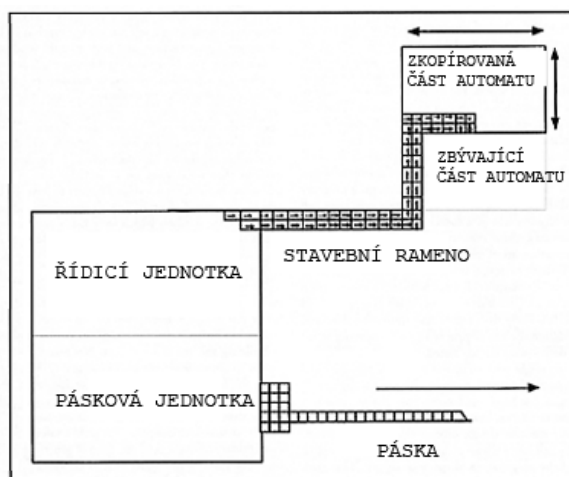 ZKOPÍROVANÁ
ČÁST AUTOMATU
ZBÝVAJÍCÍ
ČÁST AUTOMATU
STAVEBNÍ RAMENO
ŘÍDICÍ JEDNOTKA
PÁSKOVÁ JEDNOTKA
PÁSKA